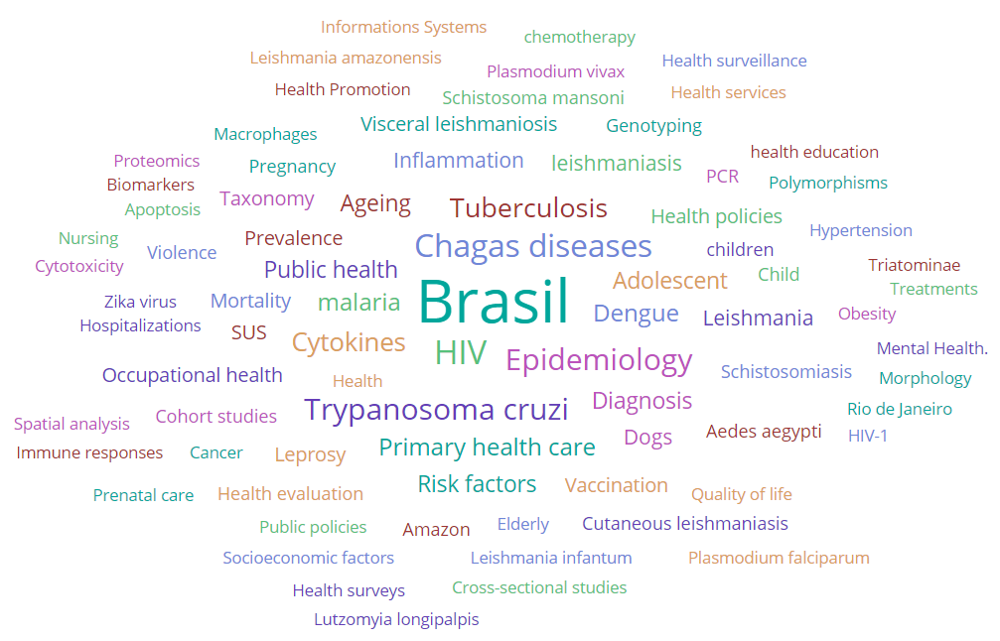 Informations Systems
chemotherapy
Leishmania amazonensis
Health surveillance
Plasmodium vivax
Health Promotion
Schistosoma mansoni
Health services
Visceral leishmaniosis
Genotyping
Macrophages
health education
Proteomics
Pregnancy
Inflammation
leishmaniasis
PCR
Polymorphisms
Biomarkers
Taxonomy
Ageing
Tuberculosis
Apoptosis
Health policies
Hypertension
Nursing
Violence
Prevalence
Chagas diseases
children
Cytotoxicity
Public health
Adolescent
Child
Triatominae
Treatments
Zika virus
Mortality
malaria
Brasil
Dengue
Leishmania
Obesity
Hospitalizations
SUS
Cytokines
HIV
Epidemiology
Mental Health.
Occupational health
Health
Schistosomiasis
Morphology
Spatial analysis
Cohort studies
Trypanosoma cruzi
Diagnosis
Rio de Janeiro
Immune responses
Cancer
Leprosy
Primary health care
Dogs
Aedes aegypti
HIV-1
Prenatal care
Health evaluation
Risk factors
Vaccination
Quality of life
Public policies
Amazon
Elderly
Cutaneous leishmaniasis
Socioeconomic factors
Leishmania infantum
Plasmodium falciparum
Health surveys
Cross-sectional studies
Lutzomyia longipalpis